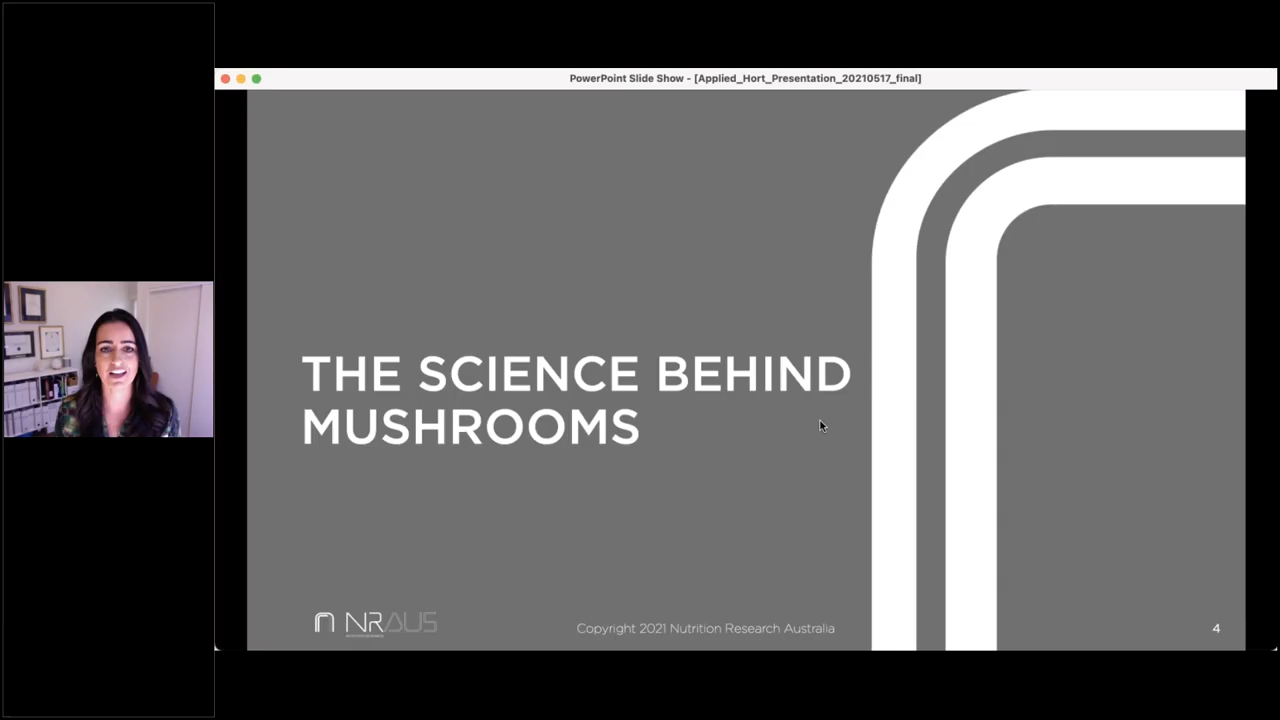 PowerPoint Slide Show - [Applied_Hort_Presentation_20210517_final]
THE SCIENCE BEHIND
MUSHROOMS
NRAUS
Copyright 2021 Nutrition Research Australia
4